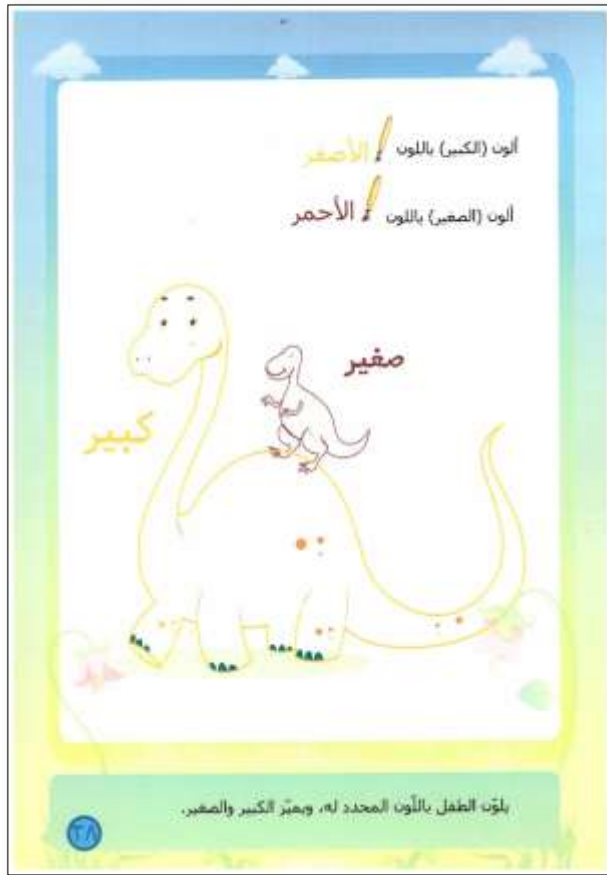 ألون (الكبير) باللون الأصفر
ألون (الصغير) باللون الأحمر
صغير
كبير
يلوّن الطفل باللّون المحدد له، ويميّز الكبير والصغير.
٣٨